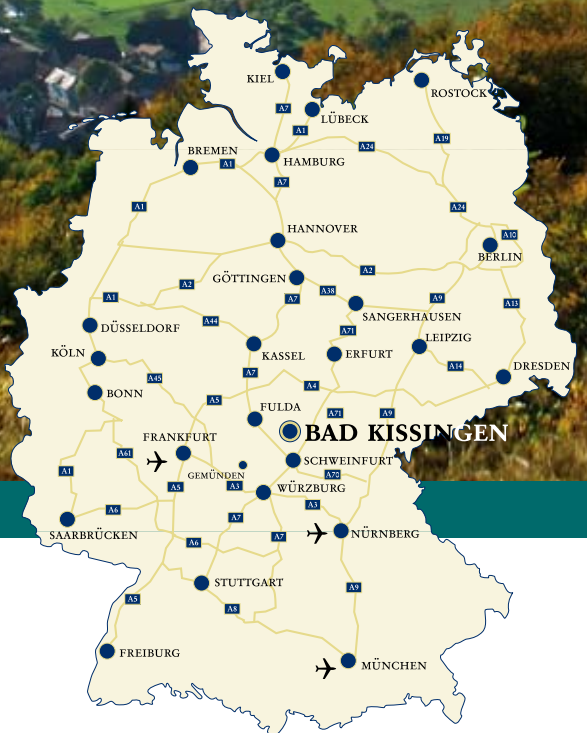 KIEL
ROSTOCK
A7
LÜBECK
A1
A19
BREMEN
A24
A1
HAMBURG
A7
A1
A24
HANNOVER
A10
BERLIN
A2
GÖTTINGEN
A2
A38
A1
A7
A9
A13
SANGERHAUSEN
A44
DÜSSELDORF
A71
LEIPZIG
KÖLN
KASSEL
ERFURT
A14
DRESDEN
A7
A45
A4
BONN
A5
FULDA
A71
A9
BAD KISSINGEN
FRANKFURT
A61
SCHWEINFURT
A1
GEMÜNDEN
A70
A5
A3
WÜRZBURG
A3
A6
A7
SAARBRÜCKEN
NÜRNBERG
A6
A7
STUTTGART
A9
A5
A8
FREIBURG
MÜNCHEN